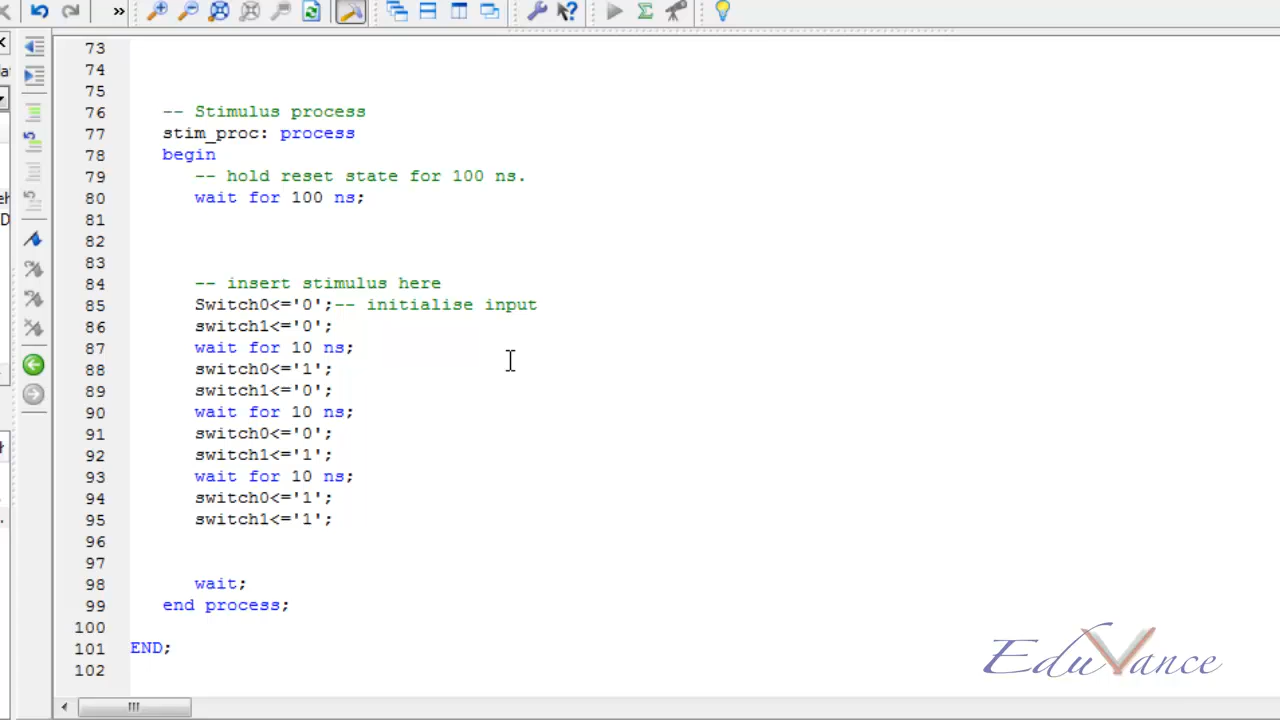 73
74
75
76 -- Stimulus process
77 stim_proc: process
78 begin
79 -- hold reset state for 100 ns.
80 wait for 100 ns;
81
82
83
84 -- insert stimulus here
85 Switch0<='0';-- initialise input
86 switch1<='0';
87 wait for 10 ns;
88 switch0<='1';
89 switch1<='0';
90 wait for 10 ns;
91 switch0<='0';
92 switch1<='1';
93 wait for 10 ns;
94 switch0<='1';
95 switch1<='1';
96
97
98 wait;
99 end process;
100
101 END;
102
EduVance